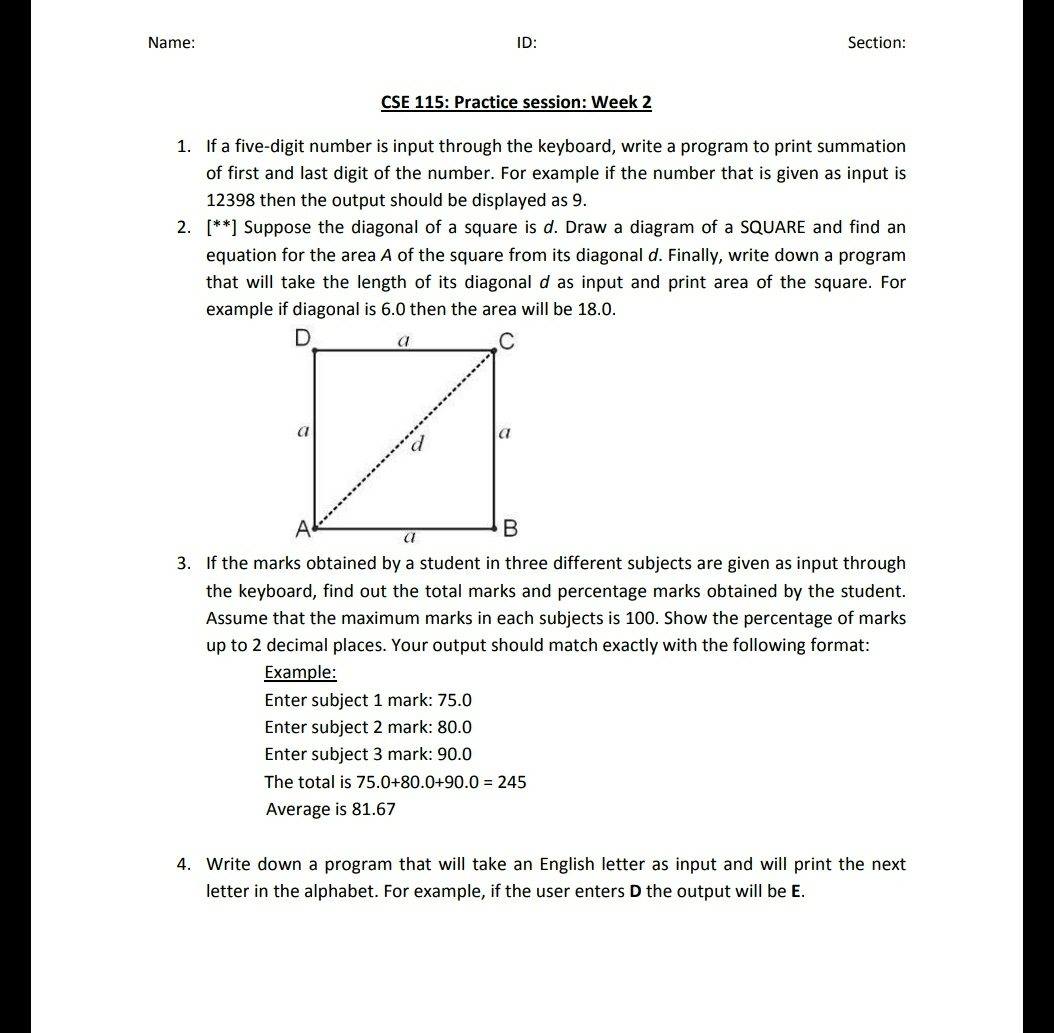 Name: ID: Section:
CSE 115: Practice session: Week 2
1. If a five-digit number is input through the keyboard, write a program to print summation
of first and last digit of the number. For example if the number that is given as input is
12398 then the output should be displayed as 9.
2. [**] Suppose the diagonal of a square is d. Draw a diagram of a SQUARE and find an
equation for the area A of the square from its diagonal d. Finally, write down a program
that will take the length of its diagonal d as input and print area of the square. For
example if diagonal is 6.0 then the area will be 18.0.
D a C
a d a
A a B
3. If the marks obtained by a student in three different subjects are given as input through
the keyboard, find out the total marks and percentage marks obtained by the student.
Assume that the maximum marks in each subjects is 100. Show the percentage of marks
up to 2 decimal places. Your output should match exactly with the following format:
Example:
Enter subject 1 mark: 75.0
Enter subject 2 mark: 80.0
Enter subject 3 mark: 90.0
The total is 75.0+80.0+90.0 = 245
Average is 81.67
4. Write down a program that will take an English letter as input and will print the next
letter in the alphabet. For example, if the user enters D the output will be E.